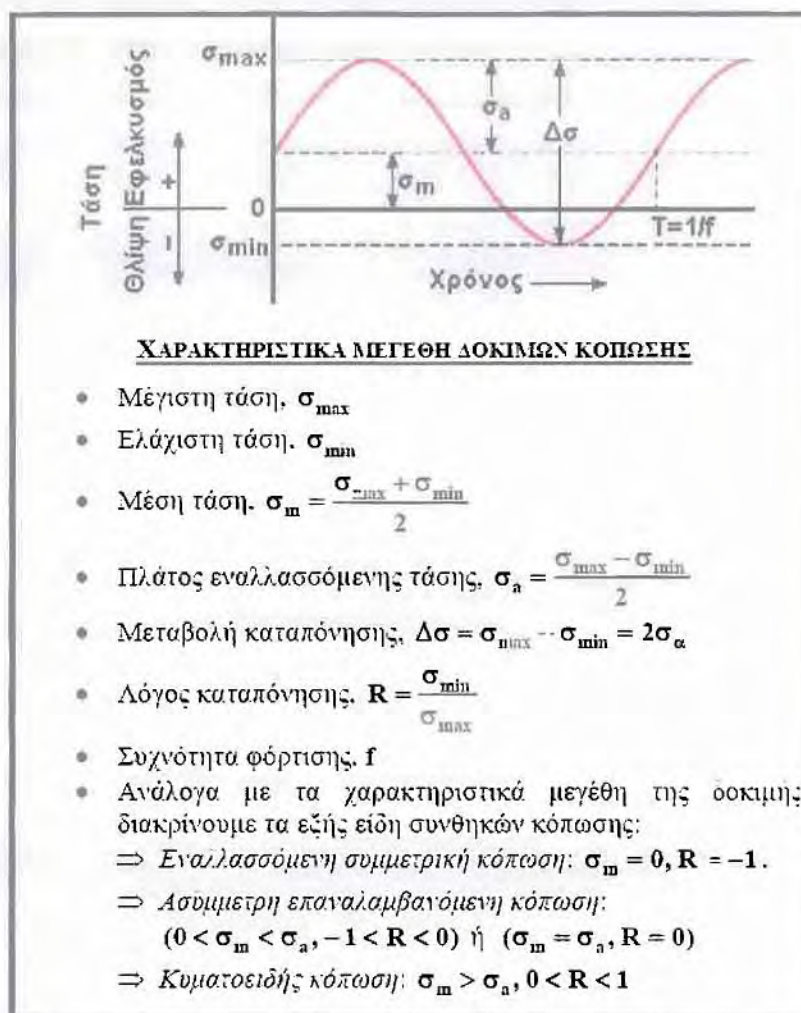 Τάση
Θλίψη Εφελκυσμός
+
−
σmax
0
σmin
σa
Δσ
σm
T=1/f
Χρόνος
ΧΑΡΑΚΤΗΡΙΣΤΙΚΑ ΜΕΓΕΘΗ ΔΟΚΙΜΩΝ ΚΟΠΩΣΗΣ
• Μέγιστη τάση, σmax
• Ελάχιστη τάση, σmin
• Μέση τάση, σm = (σmax + σmin) / 2
• Πλάτος εναλλασσόμενης τάσης, σa = (σmax − σmin) / 2
• Μεταβολή καταπόνησης, Δσ = σmax − σmin = 2σα
• Λόγος καταπόνησης, R = σmin / σmax
• Συχνότητα φόρτισης, f
• Ανάλογα με τα χαρακτηριστικά μεγέθη της δοκιμής
διακρίνουμε τα εξής είδη συνθηκών κόπωσης:
⇒ Εναλλασσόμενη συμμετρική κόπωση: σm = 0, R = −1.
⇒ Ασύμμετρη επαναλαμβανόμενη κόπωση:
(0 < σm < σa, −1 < R < 0) ή (σm = σa, R = 0)
⇒ Κυματοειδής κόπωση: σm > σa, 0 < R < 1